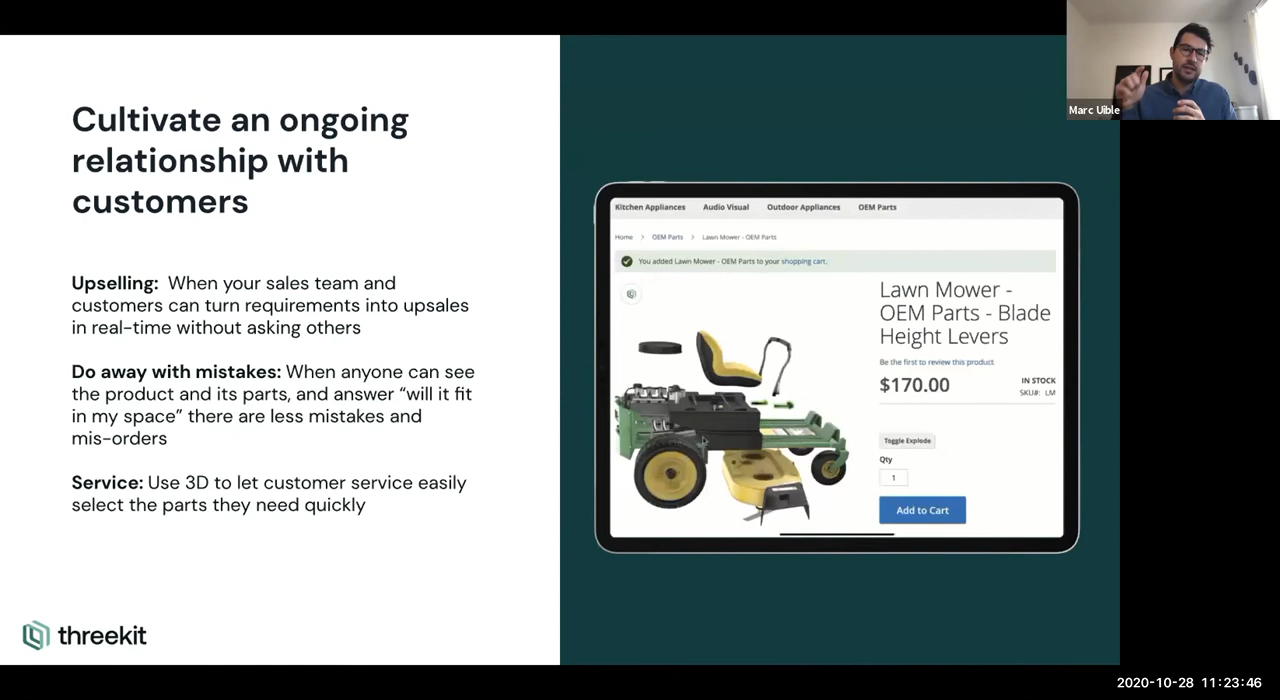 Marc Uible
Cultivate an ongoing
relationship with
customers
Upselling: When your sales team and
customers can turn requirements into upsales
in real-time without asking others
Do away with mistakes: When anyone can see
the product and its parts, and answer “will it fit
in my space” there are less mistakes and
mis-orders
Service: Use 3D to let customer service easily
select the parts they need quickly
threekit
Kitchen Appliances Audio Visual Outdoor Appliances OEM Parts
Home > OEM Parts > Lawn Mower - OEM Parts
You added Lawn Mower - OEM Parts to your shopping cart.
Lawn Mower -
OEM Parts - Blade
Height Levers
Be the first to review this product
$170.00 IN STOCK
SKU#: LM
Toggle Explode
Qty
1
Add to Cart
2020-10-28 11:23:46